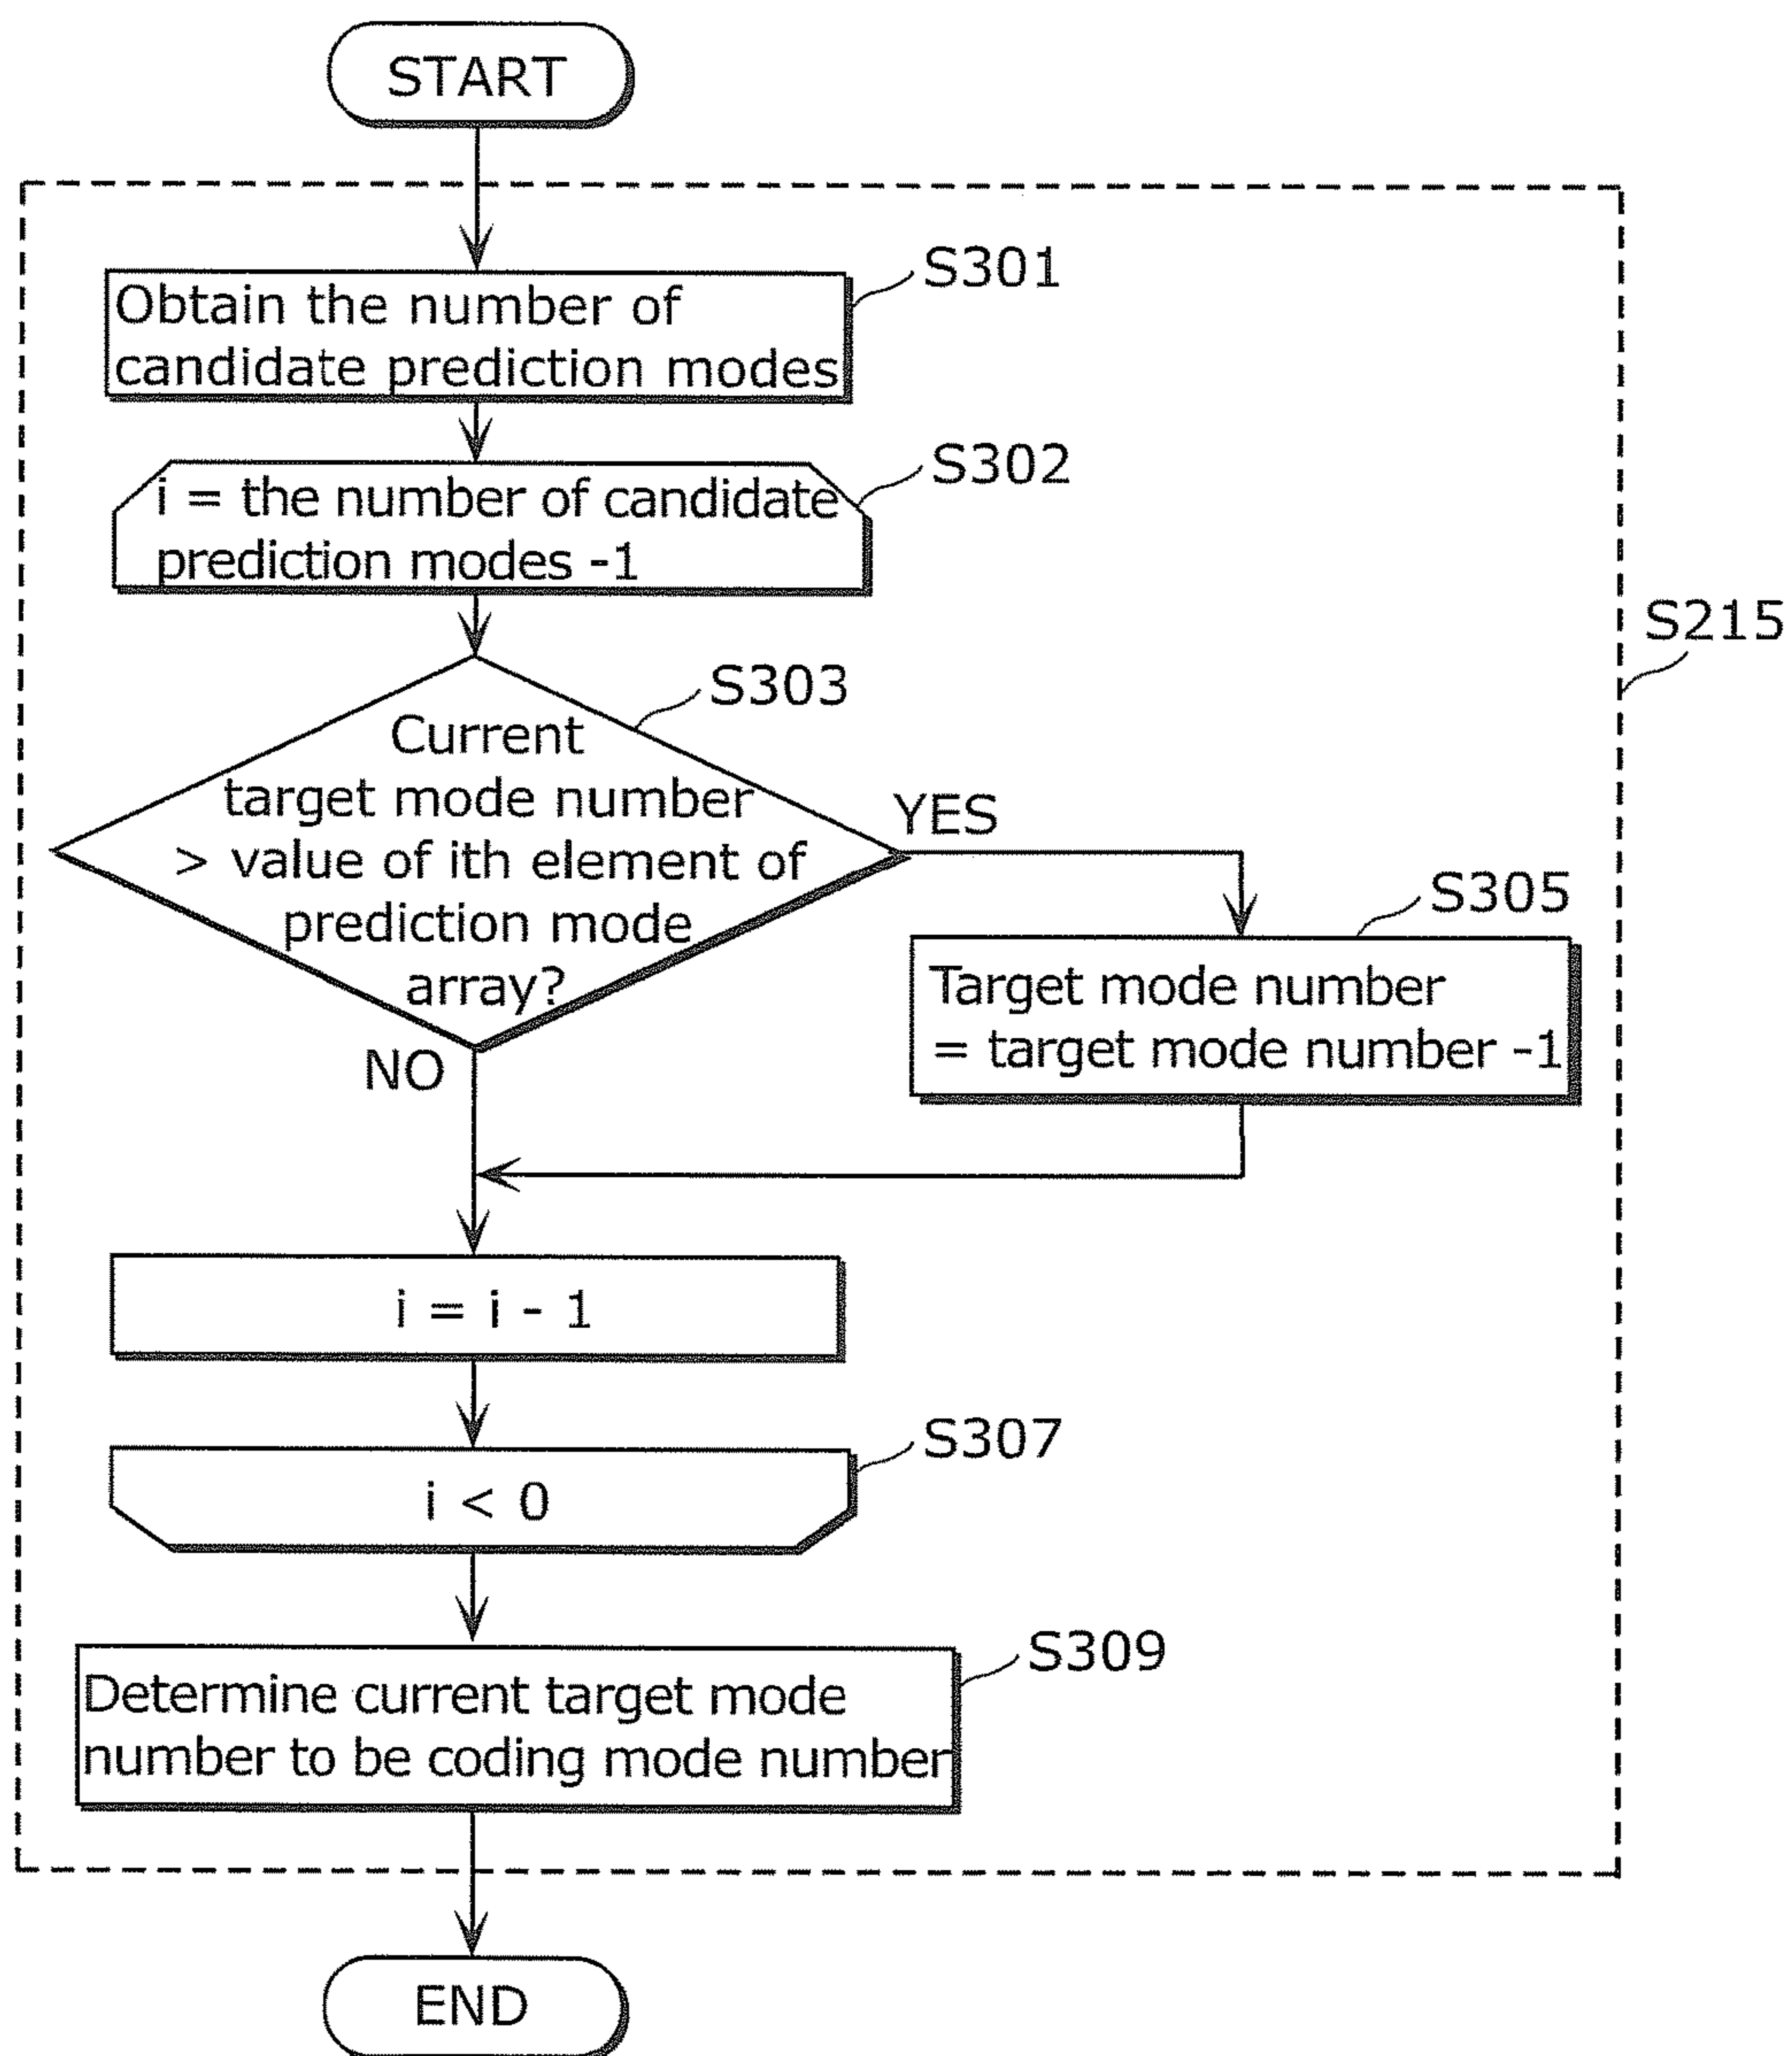 START
S301
Obtain the number of
candidate prediction modes
S302
i = the number of candidate
prediction modes -1
S215
S303
Current
target mode number
> value of ith element of
prediction mode
array?
YES
NO
S305
Target mode number
= target mode number -1
i = i - 1
S307
i < 0
S309
Determine current target mode
number to be coding mode number
END